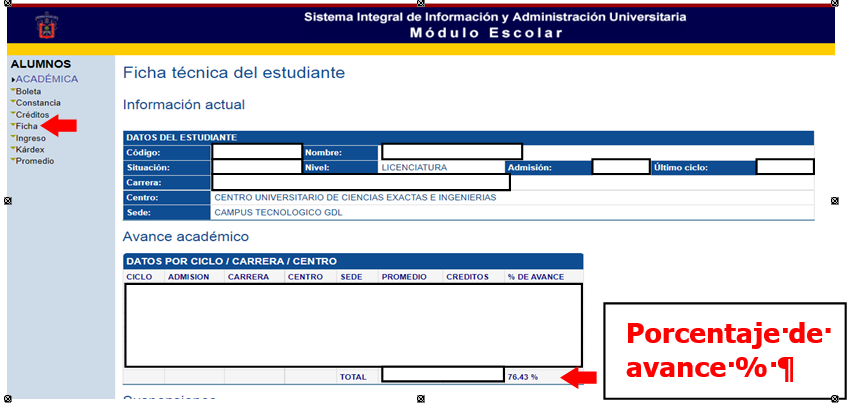 Sistema Integral de Información y Administración Universitaria
Módulo Escolar
ALUMNOS
ACADÉMICA
Boleta
Constancia
Créditos
Ficha
Ingreso
Kárdex
Promedio
Ficha técnica del estudiante
Información actual
DATOS DEL ESTUDIANTE
Código: Nombre:
Situación: Nivel: LICENCIATURA Admisión: Último ciclo:
Carrera:
Centro: CENTRO UNIVERSITARIO DE CIENCIAS EXACTAS E INGENIERIAS
Sede: CAMPUS TECNOLOGICO GDL
Avance académico
DATOS POR CICLO / CARRERA / CENTRO
CICLO ADMISION CARRERA CENTRO SEDE PROMEDIO CREDITOS % DE AVANCE
TOTAL 76.43 %
Porcentaje·de·
avance·%·¶